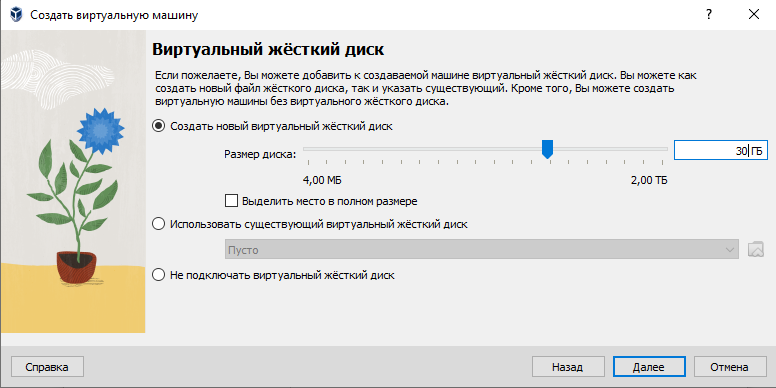 Создать виртуальную машину
?
Виртуальный жёсткий диск
Если пожелаете, Вы можете добавить к создаваемой машине виртуальный жёсткий диск. Вы можете как
создать новый файл жёсткого диска, так и указать существующий. Кроме того, Вы можете создать
виртуальную машины без виртуального жёсткого диска.
Создать новый виртуальный жёсткий диск
Размер диска:
30 ГБ
4,00 МБ
2,00 ТБ
Выделить место в полном размере
Использовать существующий виртуальный жёсткий диск
Пусто
Не подключать виртуальный жёсткий диск
Справка
Назад
Далее
Отмена